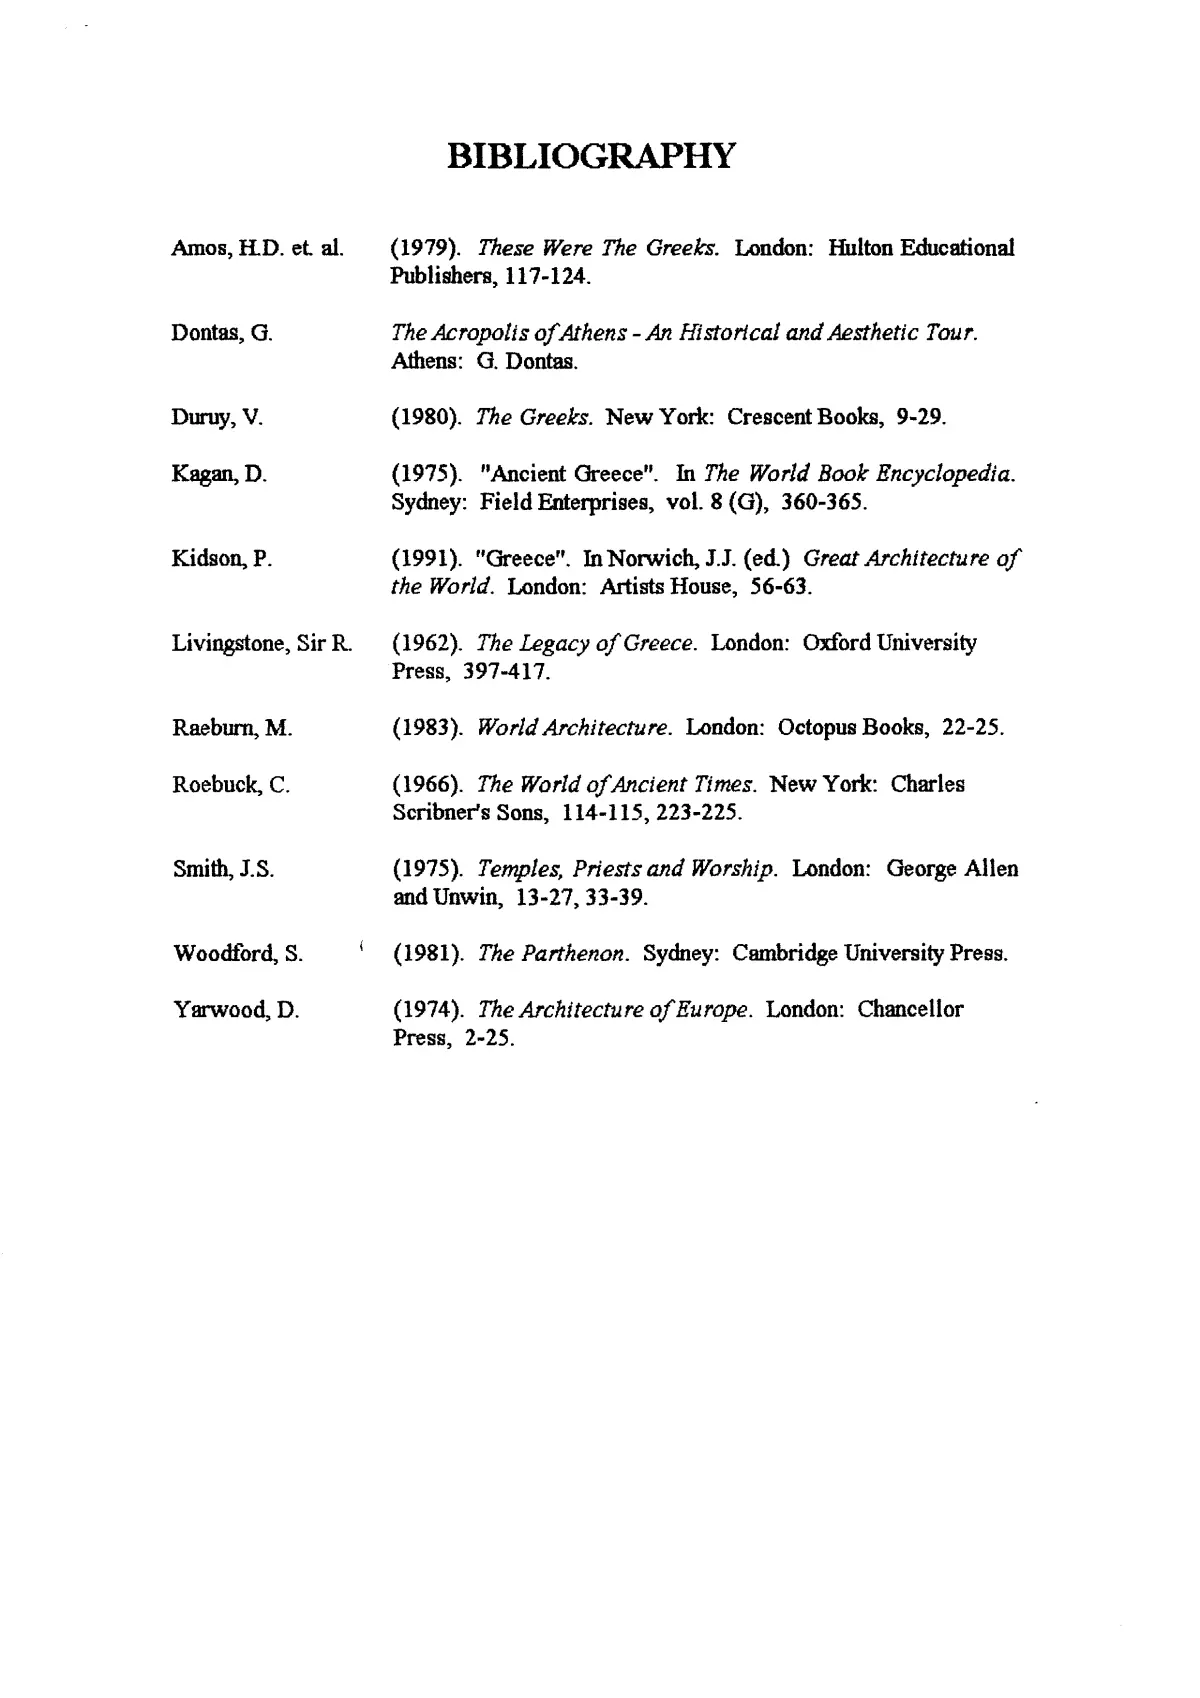 BIBLIOGRAPHY
Amos, H.D. et. al. (1979). These Were The Greeks. London: Hulton Educational
Publishers, 117-124.
Dontas, G. The Acropolis of Athens - An Historical and Aesthetic Tour.
Athens: G. Dontas.
Duruy, V. (1980). The Greeks. New York: Crescent Books, 9-29.
Kagan, D. (1975). "Ancient Greece". In The World Book Encyclopedia.
Sydney: Field Enterprises, vol. 8 (G), 360-365.
Kidson, P. (1991). "Greece". In Norwich, J.J. (ed.) Great Architecture of
the World. London: Artists House, 56-63.
Livingstone, Sir R. (1962). The Legacy of Greece. London: Oxford University
Press, 397-417.
Raeburn, M. (1983). World Architecture. London: Octopus Books, 22-25.
Roebuck, C. (1966). The World of Ancient Times. New York: Charles
Scribner's Sons, 114-115, 223-225.
Smith, J.S. (1975). Temples, Priests and Worship. London: George Allen
and Unwin, 13-27, 33-39.
Woodford, S. (1981). The Parthenon. Sydney: Cambridge University Press.
Yarwood, D. (1974). The Architecture of Europe. London: Chancellor
Press, 2-25.